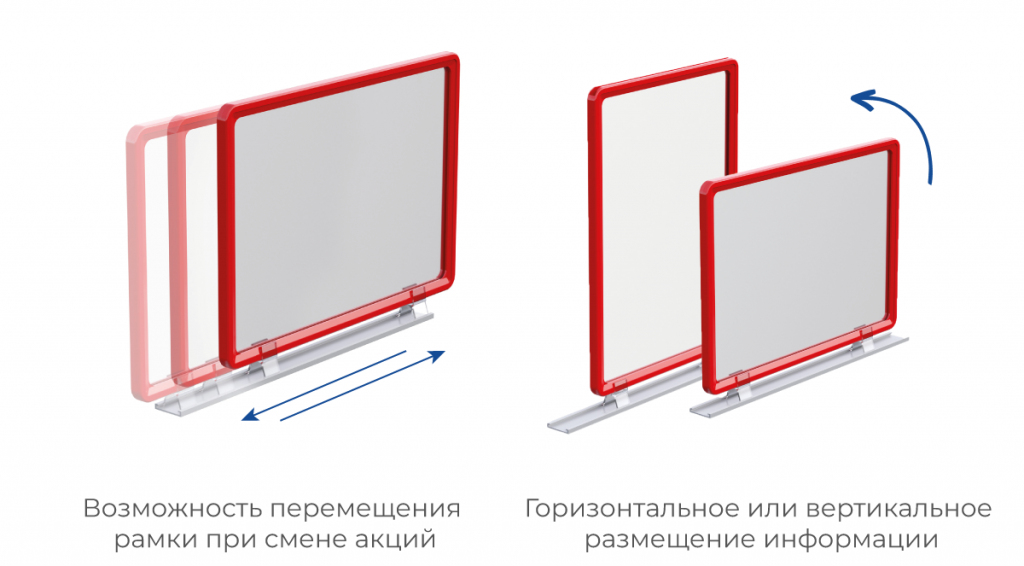 Возможность перемещения
рамки при смене акций
Горизонтальное или вертикальное
размещение информации